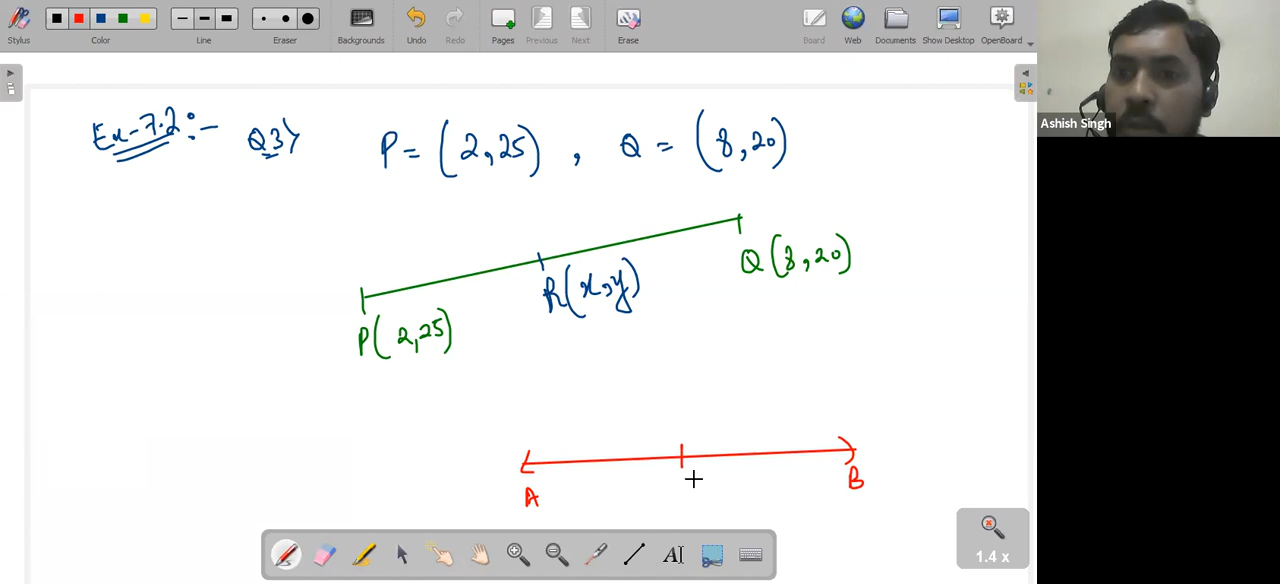 Stylus Color Line Eraser Backgrounds Undo Redo Pages Previous Next Erase Board Web Documents Show Desktop OpenBoard
Ashish Singh
Ex-7.2:- Q3) P = (2,25), Q = (8,20)
Q(8,20)
R(x,y)
P(2,25)
A B
AI
1.4 x